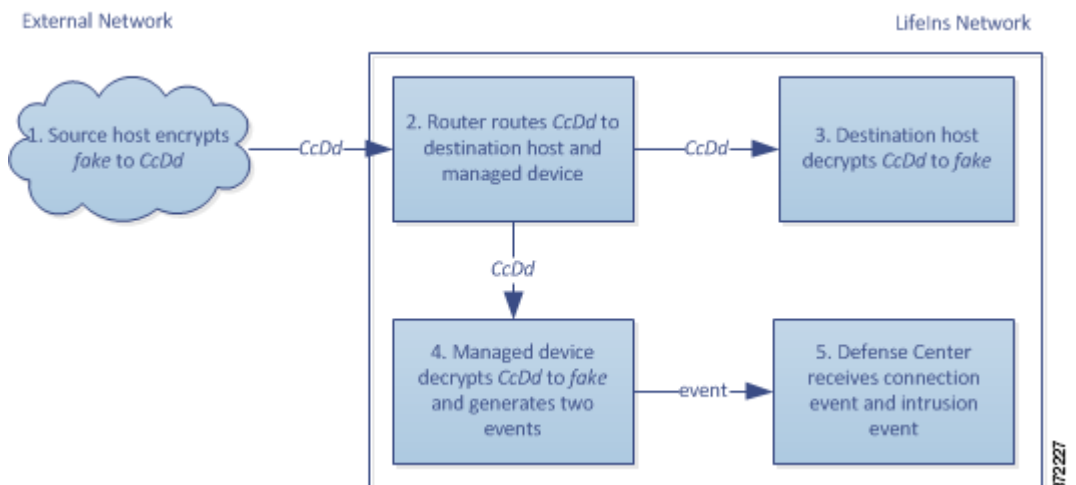 External Network
LifeIns Network
1. Source host encrypts
fake to CcDd
CcDd
2. Router routes CcDd to
destination host and
managed device
CcDd
3. Destination host
decrypts CcDd to fake
CcDd
4. Managed device
decrypts CcDd to fake
and generates two
events
event
5. Defense Center
receives connection
event and intrusion
event